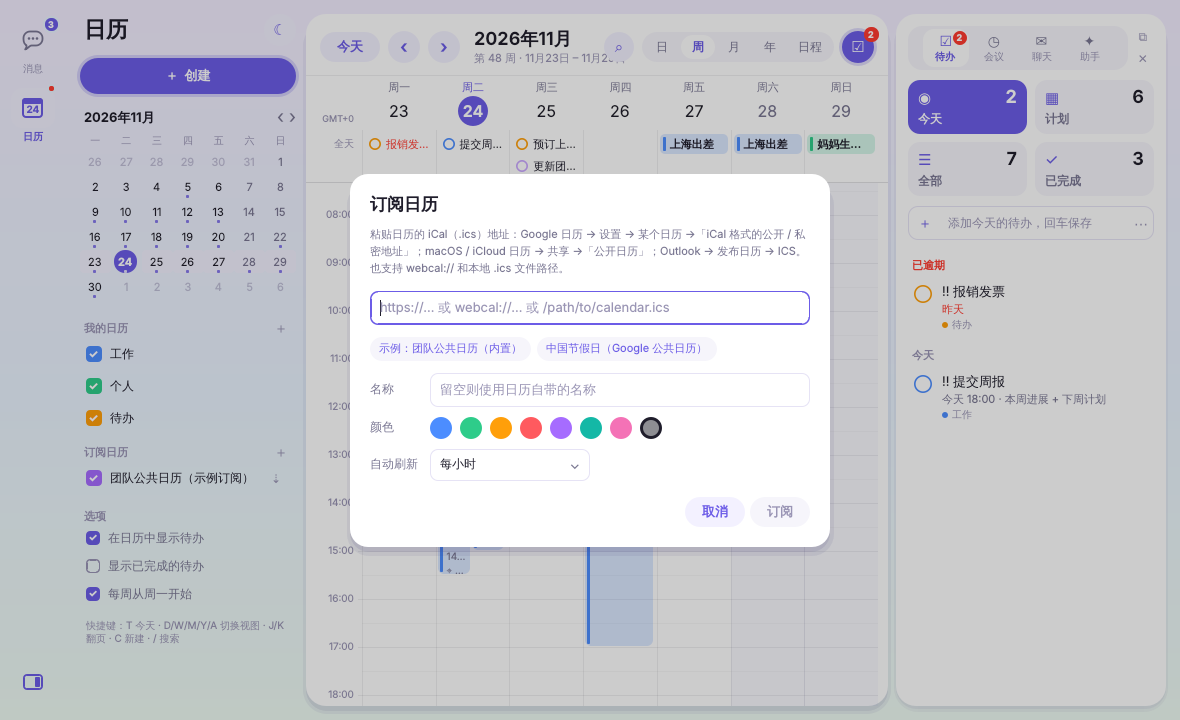 3
消息
24
日历
日历
☾
+ 创建
2026年11月
一 二 三 四 五 六 日
26 27 28 29 30 31 1
2 3 4 5 6 7 8
9 10 11 12 13 14 15
16 17 18 19 20 21 22
23 24 25 26 27 28 29
30 1 2 3 4 5 6
我的日历 +
工作
个人
待办
订阅日历 +
团队公共日历（示例订阅） ↓
选项
在日历中显示待办
显示已完成的待办
每周从周一开始
快捷键：T 今天 · D/W/M/Y/A 切换视图 · J/K
翻页 · C 新建 · / 搜索
今天
2026年11月
第 48 周 · 11月23日 – 11月2
日 周 月 年 日程
2
周一 周二 周三 周四 周五 周六 周日
GMT+0 23 24 25 26 27 28 29
全天
报销发… 提交周… 预订上… 上海出差 上海出差 妈妈生…
更新团…
08:00
09:00
10:00
11:00
12:00
13:00
14:00
15:00
16:00
17:00
18:00
14…
订阅日历
粘贴日历的 iCal（.ics）地址：Google 日历 → 设置 → 某个日历 →「iCal 格式的公开 / 私
密地址」；macOS / iCloud 日历 → 共享 →「公开日历」；Outlook → 发布日历 → ICS。
也支持 webcal:// 和本地 .ics 文件路径。
https://… 或 webcal://… 或 /path/to/calendar.ics
示例：团队公共日历（内置） 中国节假日（Google 公共日历）
名称 留空则使用日历自带的名称
颜色
自动刷新 每小时
取消 订阅
2
待办 会议 聊天 助手
2
今天
6
计划
7
全部
3
已完成
+ 添加今天的待办，回车保存 …
已逾期
!! 报销发票
昨天
待办
今天
!! 提交周报
今天 18:00 · 本周进展 + 下周计划
工作